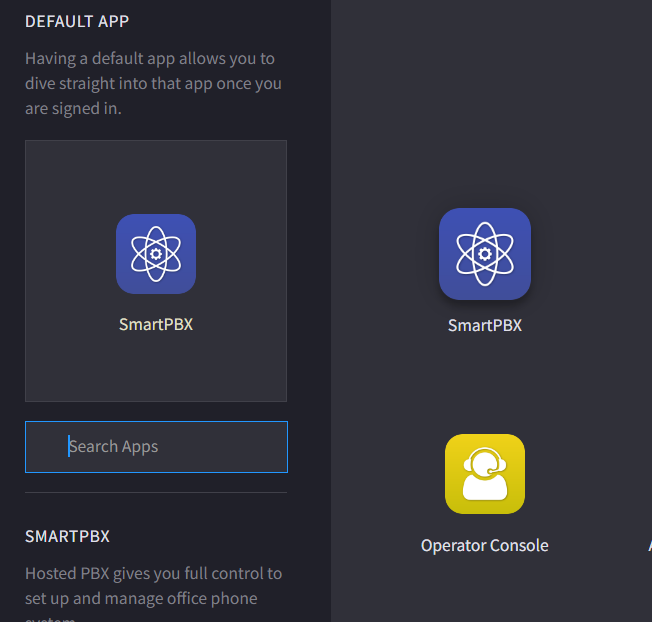 DEFAULT APP
Having a default app allows you to
dive straight into that app once you
are signed in.
SmartPBX
Search Apps
SMARTPBX
Hosted PBX gives you full control to
set up and manage office phone
SmartPBX
Operator Console